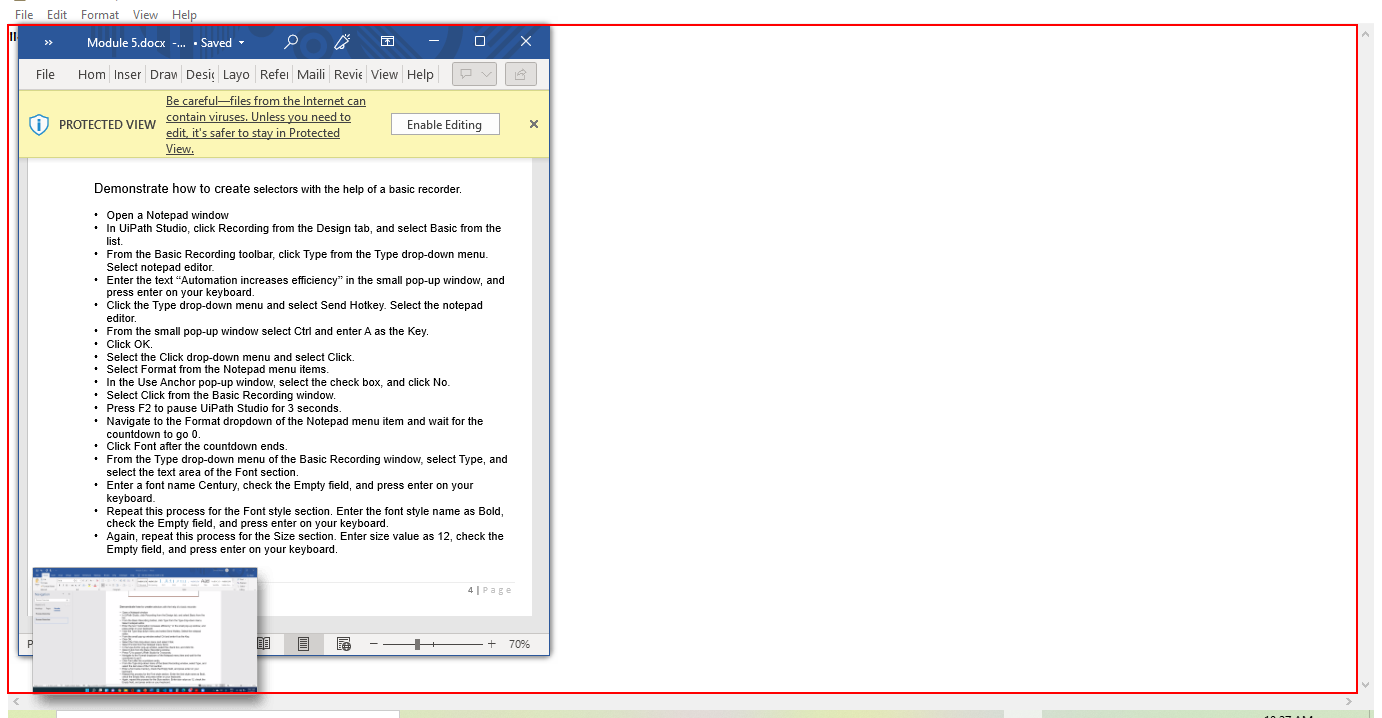 File Edit Format View Help
Module 5.docx -... • Saved
File Hom Inser Draw Desig Layo Refer Maili Revie View Help
PROTECTED VIEW
Be careful—files from the Internet can
contain viruses. Unless you need to
edit, it's safer to stay in Protected
View.
Enable Editing
Demonstrate how to create selectors with the help of a basic recorder.
• Open a Notepad window
• In UiPath Studio, click Recording from the Design tab, and select Basic from the
list.
• From the Basic Recording toolbar, click Type from the Type drop-down menu.
Select notepad editor.
• Enter the text “Automation increases efficiency” in the small pop-up window, and
press enter on your keyboard.
• Click the Type drop-down menu and select Send Hotkey. Select the notepad
editor.
• From the small pop-up window select Ctrl and enter A as the Key.
• Click OK.
• Select the Click drop-down menu and select Click.
• Select Format from the Notepad menu items.
• In the Use Anchor pop-up window, select the check box, and click No.
• Select Click from the Basic Recording window.
• Press F2 to pause UiPath Studio for 3 seconds.
• Navigate to the Format dropdown of the Notepad menu item and wait for the
countdown to go 0.
• Click Font after the countdown ends.
• From the Type drop-down menu of the Basic Recording window, select Type, and
select the text area of the Font section.
• Enter a font name Century, check the Empty field, and press enter on your
keyboard.
• Repeat this process for the Font style section. Enter the font style name as Bold,
check the Empty field, and press enter on your keyboard.
• Again, repeat this process for the Size section. Enter size value as 12, check the
Empty field, and press enter on your keyboard.
4 | Page
70%